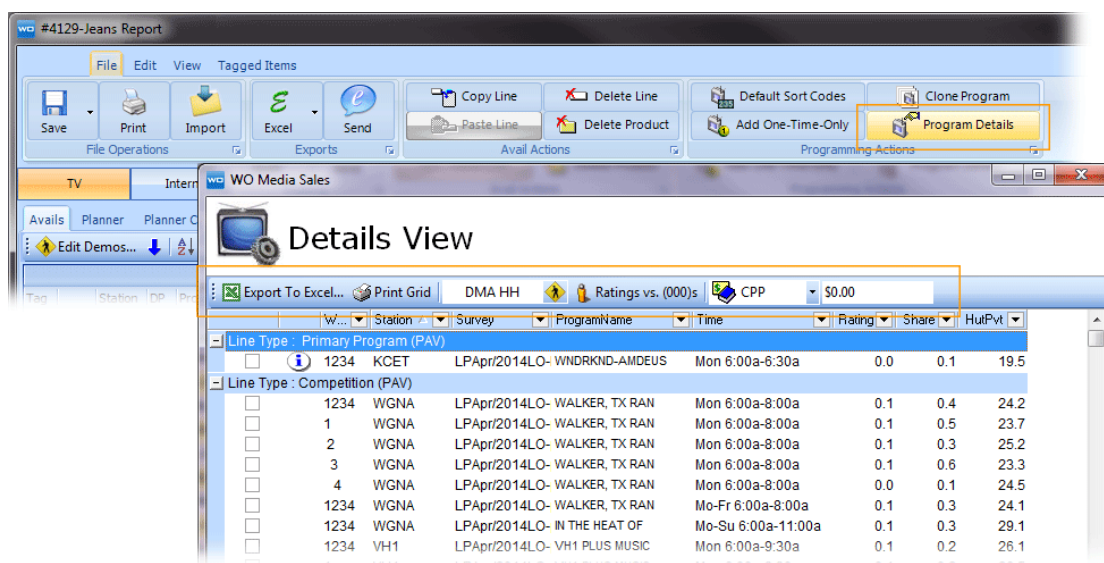 WO #4129-Jeans Report
File Edit View Tagged Items
Save Print Import Excel Send Copy Line Delete Line Default Sort Codes Clone Program
Paste Line Delete Product Add One-Time-Only Program Details
File Operations Exports Avail Actions Programming Actions
TV Intern
WO WO Media Sales
Avails Planner Planner C
Edit Demos...
Details View
Export To Excel... Print Grid DMA HH Ratings vs. (000)s CPP $0.00
Tag Station DP Pro
W... Station Survey ProgramName Time Rating Share HutPvt
Line Type : Primary Program (PAV)
1234 KCET LPApr/2014LO- WNDRKND-AMDEUS Mon 6:00a-6:30a 0.0 0.1 19.5
Line Type : Competition (PAV)
1234 WGNA LPApr/2014LO- WALKER, TX RAN Mon 6:00a-8:00a 0.1 0.4 24.2
1 WGNA LPApr/2014LO- WALKER, TX RAN Mon 6:00a-8:00a 0.1 0.5 23.7
2 WGNA LPApr/2014LO- WALKER, TX RAN Mon 6:00a-8:00a 0.1 0.3 25.2
3 WGNA LPApr/2014LO- WALKER, TX RAN Mon 6:00a-8:00a 0.1 0.6 23.3
4 WGNA LPApr/2014LO- WALKER, TX RAN Mon 6:00a-8:00a 0.0 0.1 24.5
1234 WGNA LPApr/2014LO- WALKER, TX RAN Mo-Fr 6:00a-8:00a 0.1 0.3 24.1
1234 WGNA LPApr/2014LO- IN THE HEAT OF Mo-Su 6:00a-11:00a 0.1 0.3 29.1
1234 VH1 LPApr/2014LO- VH1 PLUS MUSIC Mon 6:00a-9:30a 0.1 0.2 26.1